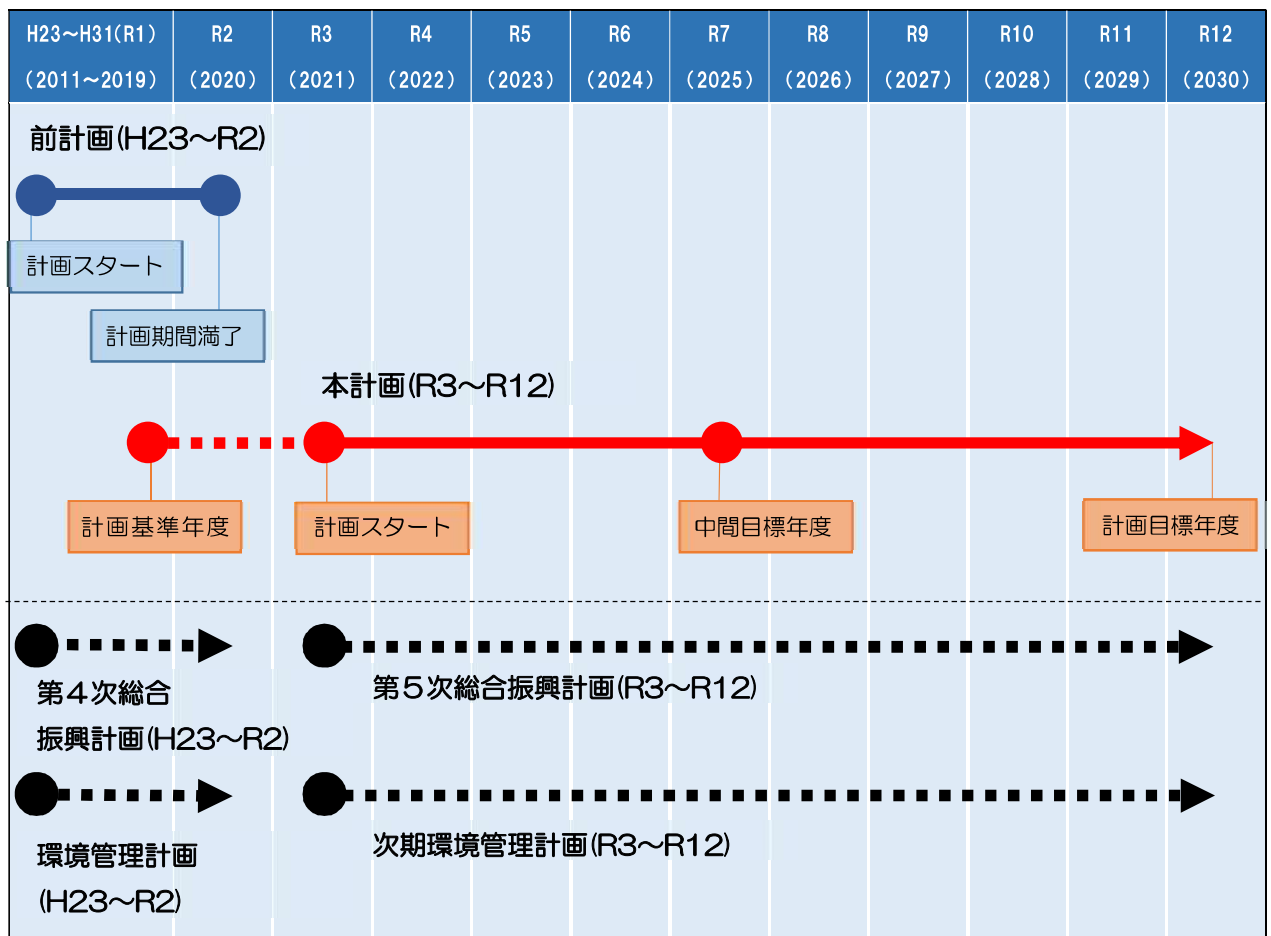 H23～H31(R1) R2 R3 R4 R5 R6 R7 R8 R9 R10 R11 R12
(2011～2019) (2020) (2021) (2022) (2023) (2024) (2025) (2026) (2027) (2028) (2029) (2030)
前計画(H23～R2)
計画スタート
計画期間満了
本計画(R3～R12)
計画基準年度 計画スタート 中間目標年度 計画目標年度
第４次総合
振興計画(H23～R2)
第５次総合振興計画(R3～R12)
環境管理計画
(H23～R2)
次期環境管理計画(R3～R12)